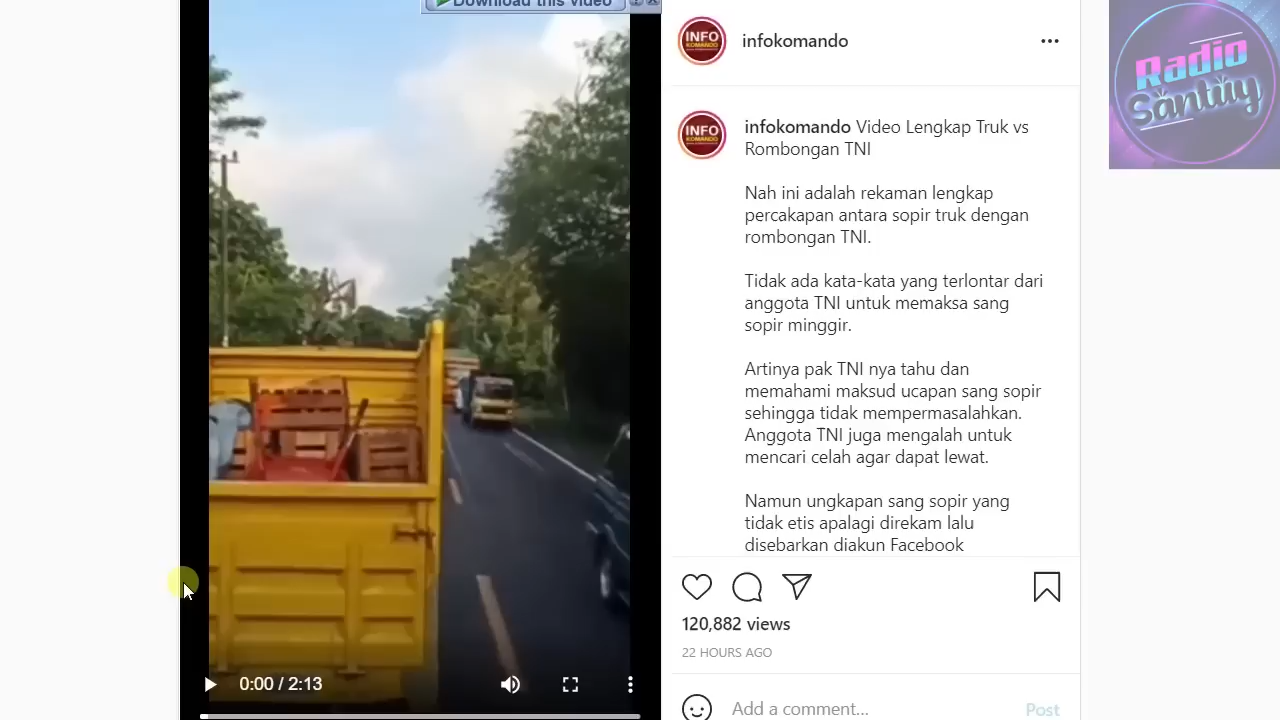 Download this video
INFO
KOMANDO
infokomando
Radio
Santuy
INFO
KOMANDO
infokomando Video Lengkap Truk vs
Rombongan TNI
Nah ini adalah rekaman lengkap
percakapan antara sopir truk dengan
rombongan TNI.
Tidak ada kata-kata yang terlontar dari
anggota TNI untuk memaksa sang
sopir minggir.
Artinya pak TNI nya tahu dan
memahami maksud ucapan sang sopir
sehingga tidak mempermasalahkan.
Anggota TNI juga mengalah untuk
mencari celah agar dapat lewat.
Namun ungkapan sang sopir yang
tidak etis apalagi direkam lalu
disebarkan diakun Facebook
120,882 views
22 HOURS AGO
0:00 / 2:13
Add a comment...
Post